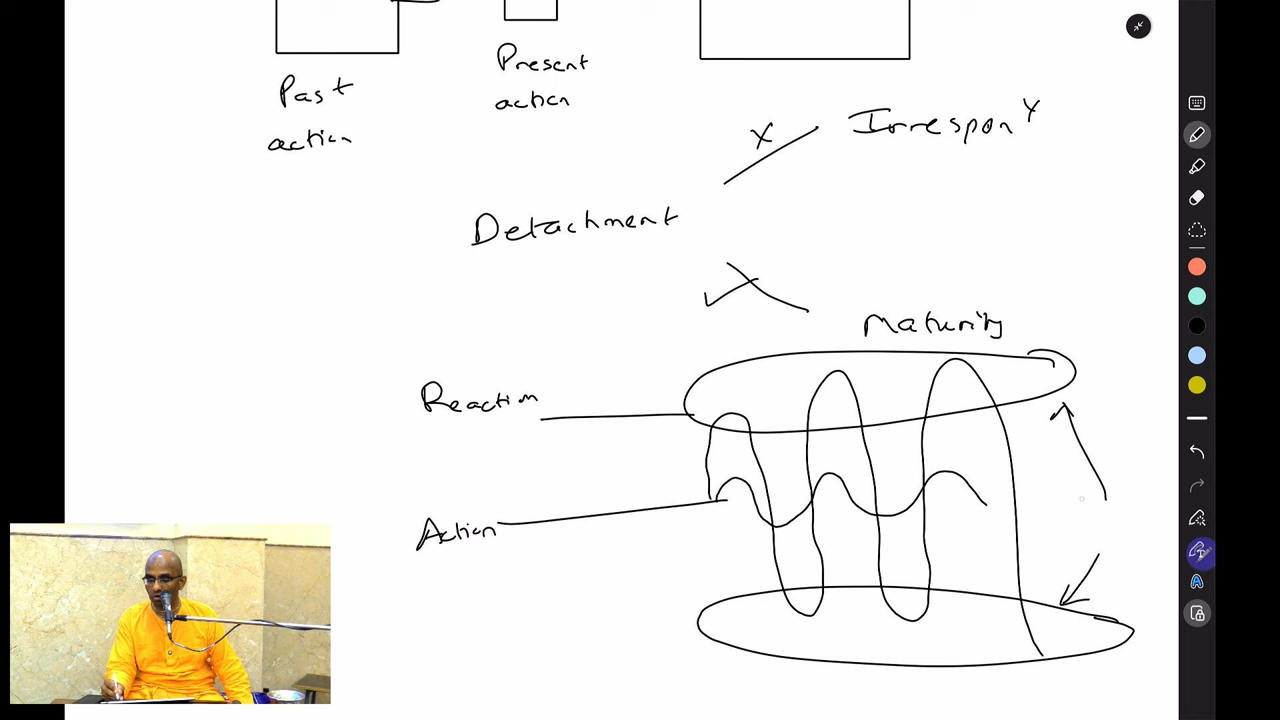 Present
action
Past
action
X
Irrespon Y
Detachment
Maturity
Reaction
Action